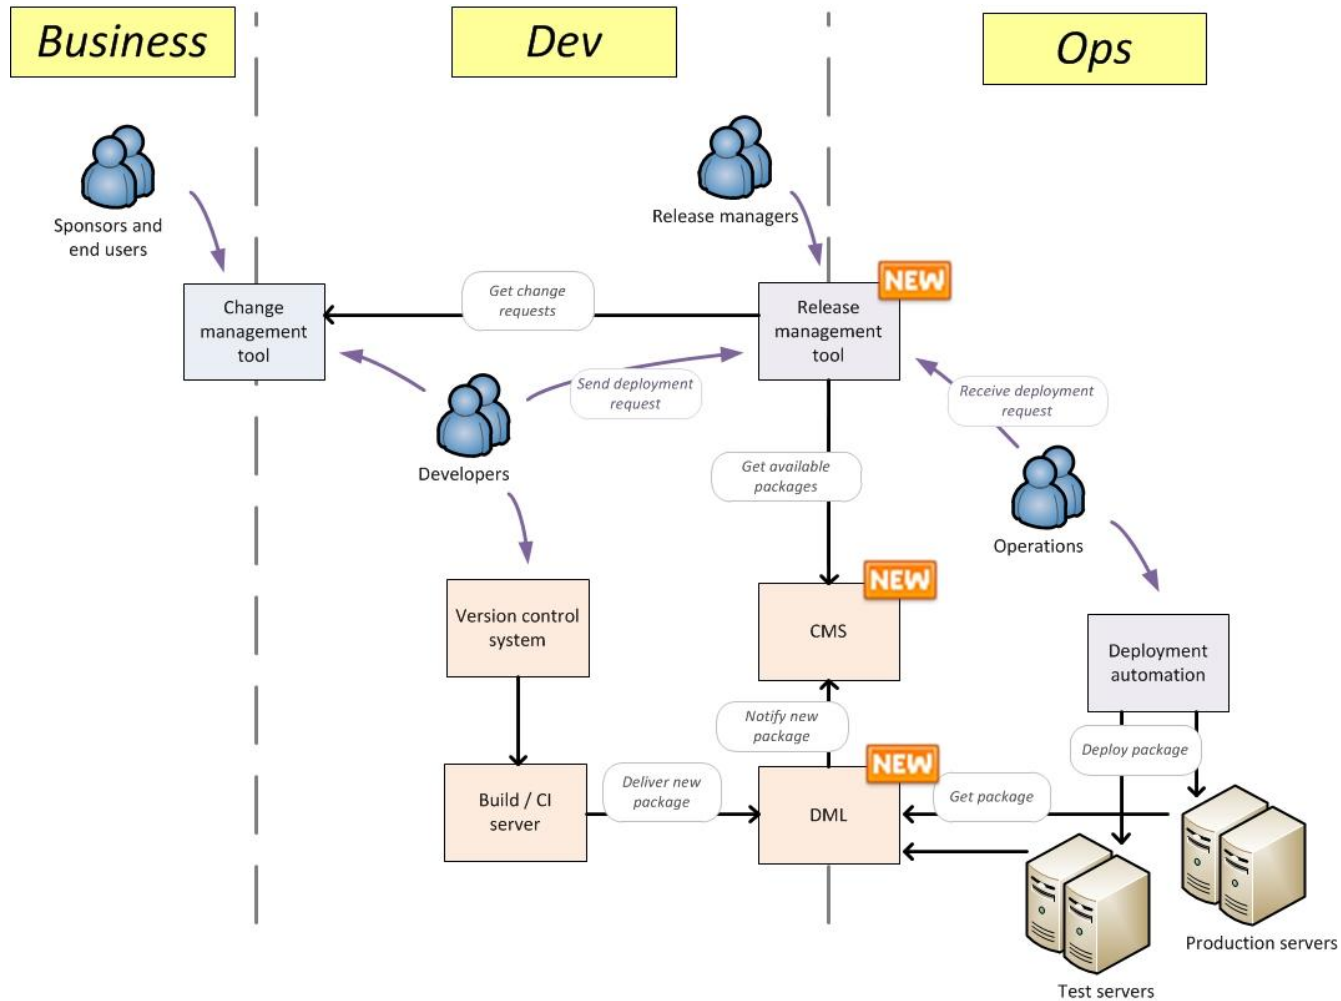 Business
Dev
Ops
Sponsors and
end users
Release managers
NEW
Change
management
tool
Get change
requests
Release
management
tool
Send deployment
request
Receive deployment
request
Developers
Get available
packages
Operations
NEW
Version control
system
CMS
Deployment
automation
Notify new
package
Deploy package
NEW
Build / CI
server
Deliver new
package
DML
Get package
Production servers
Test servers